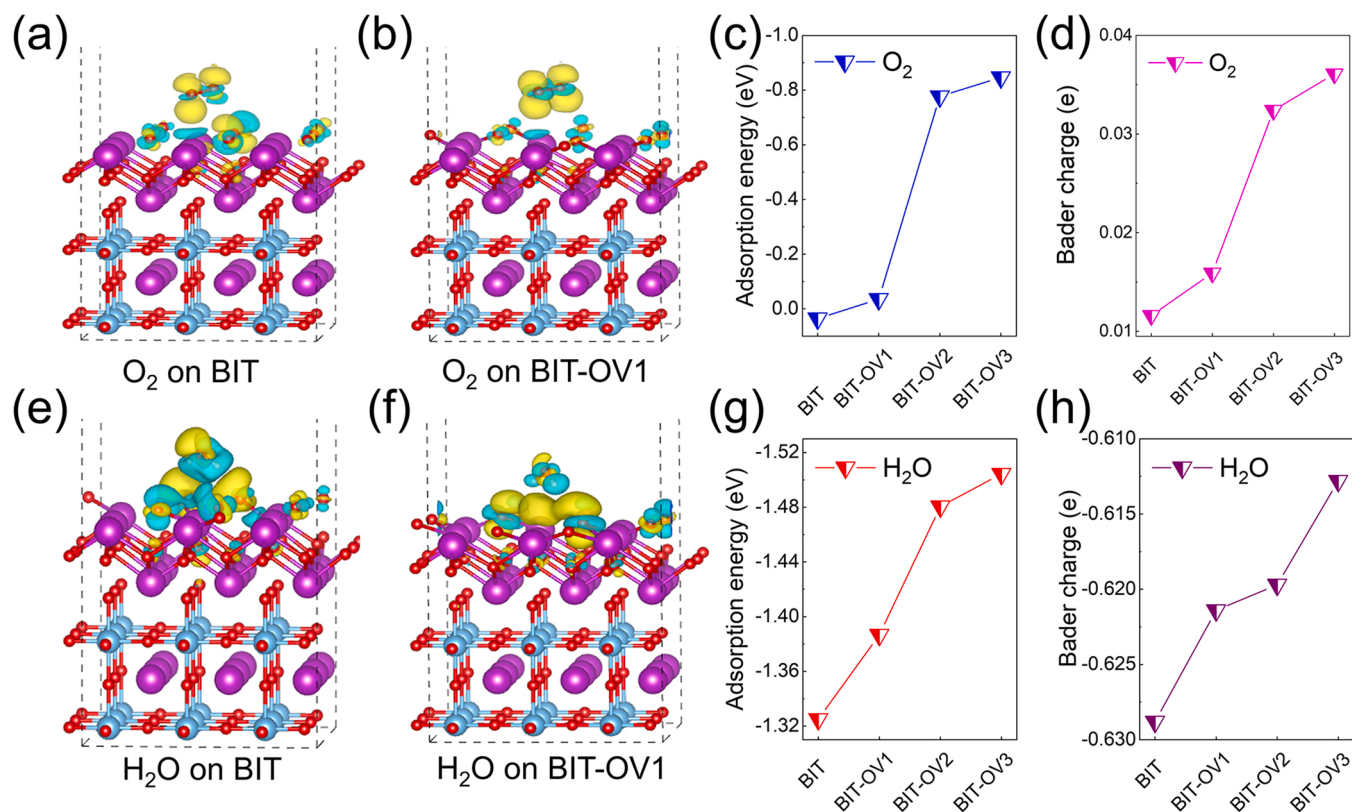 (a)
(b)
(c)
(d)
O₂ on BIT
O₂ on BIT-OV1
Adsorption energy (eV)
-1.0
-0.8
-0.6
-0.4
-0.2
0.0
O₂
BIT
BIT-OV1
BIT-OV2
BIT-OV3
Bader charge (e)
0.04
0.03
0.02
0.01
O₂
BIT
BIT-OV1
BIT-OV2
BIT-OV3
(e)
(f)
(g)
(h)
H₂O on BIT
H₂O on BIT-OV1
Adsorption energy (eV)
-1.52
-1.48
-1.44
-1.40
-1.36
-1.32
H₂O
BIT
BIT-OV1
BIT-OV2
BIT-OV3
Bader charge (e)
-0.610
-0.615
-0.620
-0.625
-0.630
H₂O
BIT
BIT-OV1
BIT-OV2
BIT-OV3